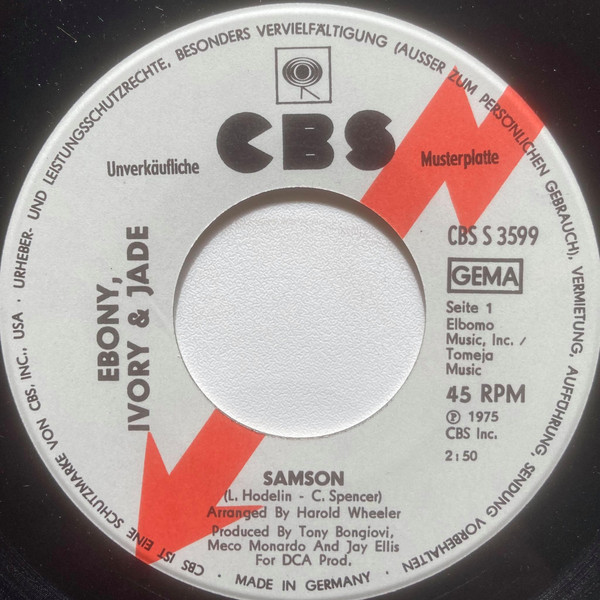 URHEBER- UND LEISTUNGSSCHUTZRECHTE, BESONDERS VERVIELFÄLTIGUNG (AUSSER ZUM PERSÖNLICHEN GEBRAUCH), VERMIETUNG, AUFFÜHRUNG, SENDUNG VORBEHALTEN
CBS
Unverkäufliche
Musterplatte
CBS S 3599
GEMA
EBONY,
IVORY & JADE
Seite 1
Elbomo
Music, Inc. /
Tomeja
Music
45 RPM
℗ 1975
CBS Inc.
2:50
SAMSON
(L. Hodelin - C. Spencer)
Arranged By Harold Wheeler
Produced By Tony Bongiovi,
Meco Monardo And Jay Ellis
For DCA Prod.
· MADE IN GERMANY ·
CBS IST EINE SCHUTZMARKE VON CBS, INC., USA ·